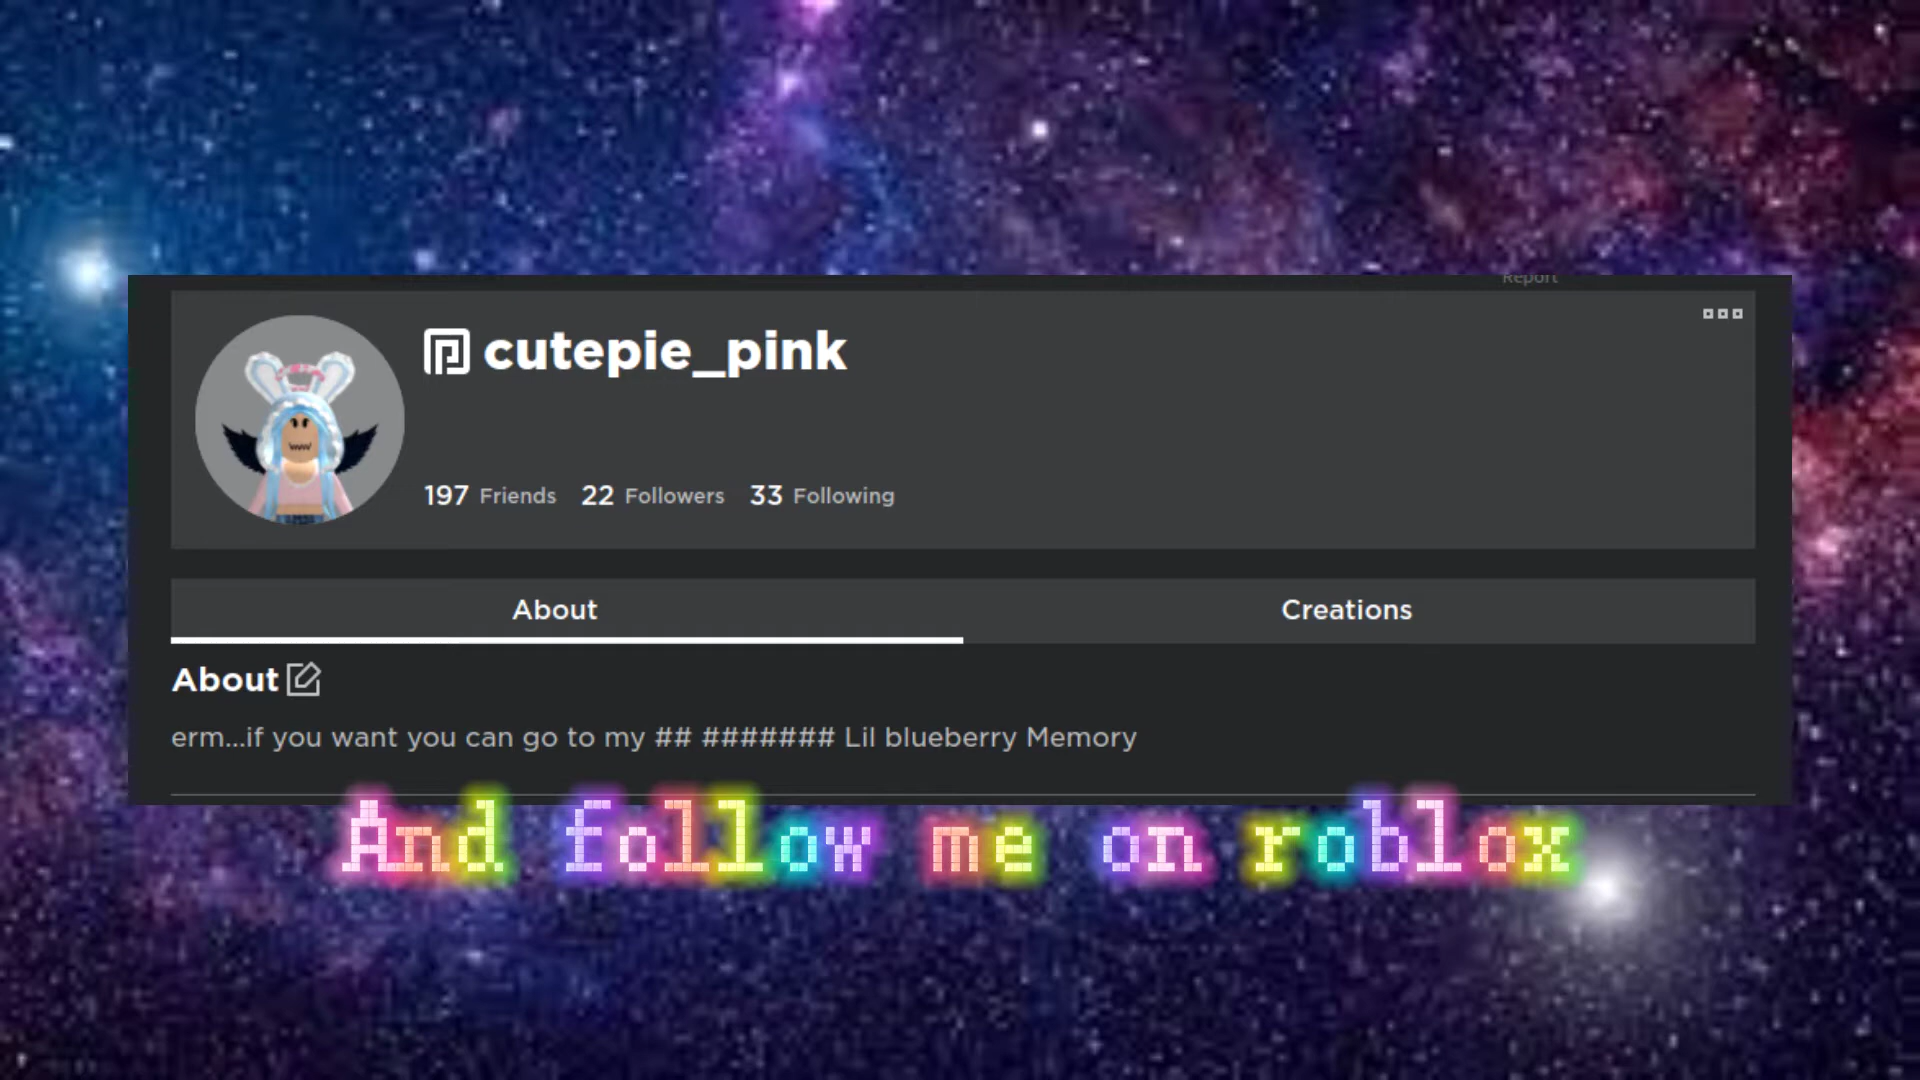 Report
cutepie_pink
197 Friends 22 Followers 33 Following
About Creations
About
erm...if you want you can go to my ## ####### Lil blueberry Memory
And follow me on roblox